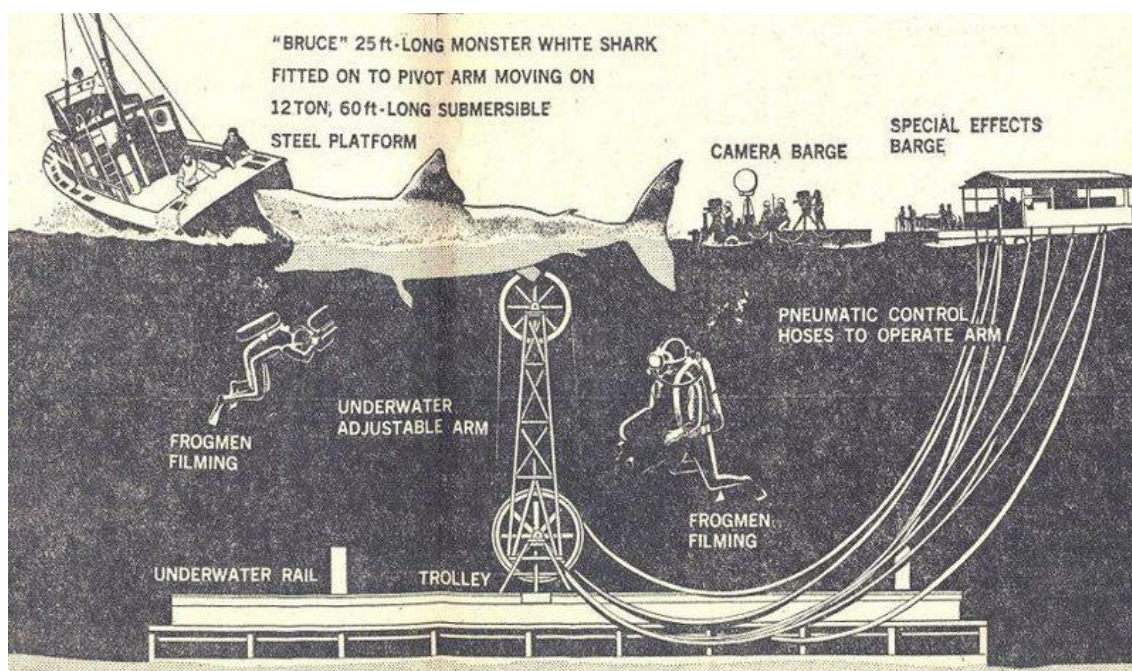 "BRUCE" 25ft-LONG MONSTER WHITE SHARK
FITTED ON TO PIVOT ARM MOVING ON
12 TON, 60ft-LONG SUBMERSIBLE
STEEL PLATFORM
CAMERA BARGE
SPECIAL EFFECTS
BARGE
PNEUMATIC CONTROL
HOSES TO OPERATE ARM
UNDERWATER
ADJUSTABLE ARM
FROGMEN
FILMING
FROGMEN
FILMING
UNDERWATER RAIL
TROLLEY